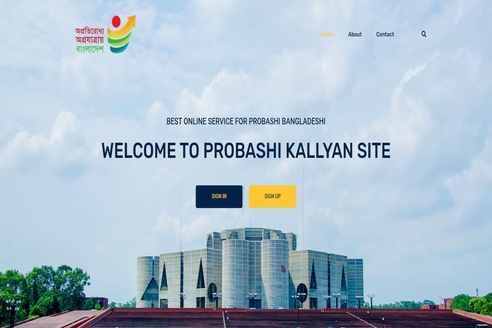 অপ্রতিরোধ্য
অগ্রযাত্রায়
বাংলাদেশ
Home About Contact
BEST ONLINE SERVICE FOR PROBASHI BANGLADESHI
WELCOME TO PROBASHI KALLYAN SITE
SIGN IN SIGN UP